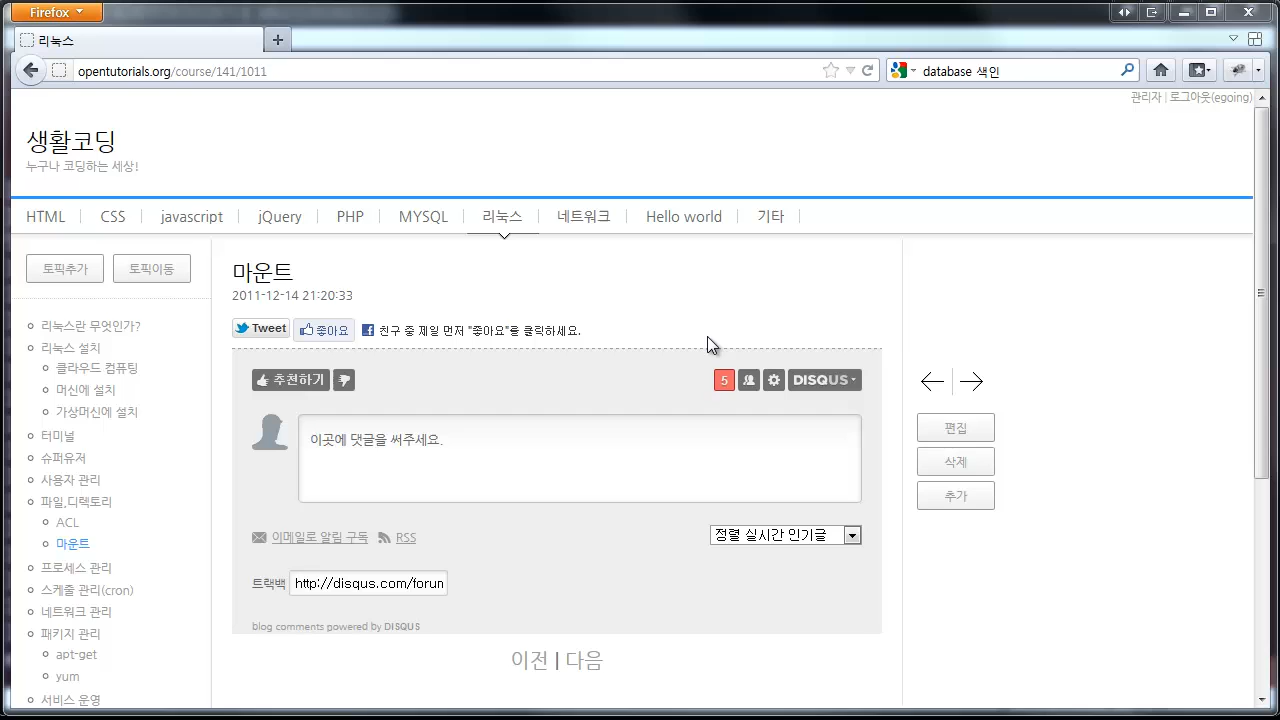 Firefox
리눅스
opentutorials.org/course/141/1011
database 색인
관리자 | 로그아웃(egoing)
생활코딩
누구나 코딩하는 세상!
HTML CSS javascript jQuery PHP MYSQL 리눅스 네트워크 Hello world 기타
토픽추가 토픽이동
리눅스란 무엇인가?
리눅스 설치
클라우드 컴퓨팅
머신에 설치
가상머신에 설치
터미널
슈퍼유저
사용자 관리
파일,디렉토리
ACL
마운트
프로세스 관리
스케줄 관리(cron)
네트워크 관리
패키지 관리
apt-get
yum
서비스 운영
마운트
2011-12-14 21:20:33
Tweet 좋아요 친구 중 제일 먼저 "좋아요"를 클릭하세요.
추천하기 5 DISQUS
이곳에 댓글을 써주세요.
이메일로 알림 구독 RSS 정렬 실시간 인기글
트랙백 http://disqus.com/forun
blog comments powered by DISQUS
이전 | 다음
편집
삭제
추가